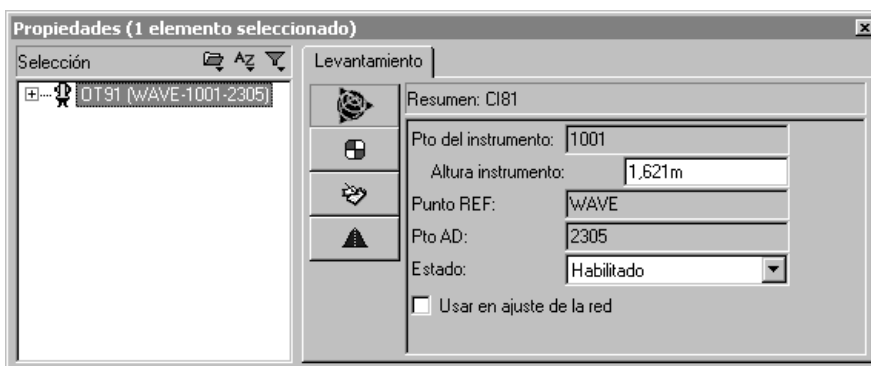 Propiedades (1 elemento seleccionado)
Selección
OT91 (WAVE-1001-2305)
Levantamiento
Resumen: CI81
Pto del instrumento: 1001
Altura instrumento: 1,621m
Punto REF: WAVE
Pto AD: 2305
Estado: Habilitado
Usar en ajuste de la red